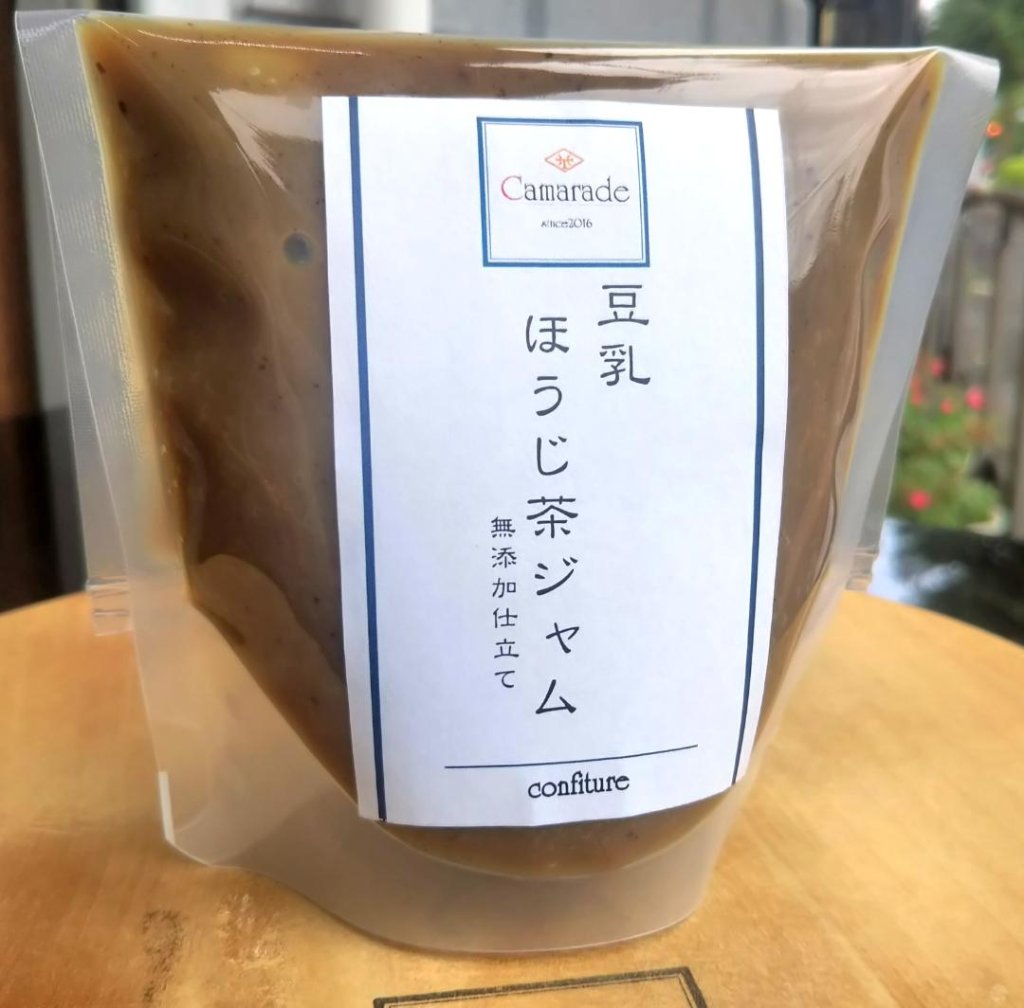 Camarade
since2016
豆乳
ほうじ茶ジャム
無添加仕立て
confiture